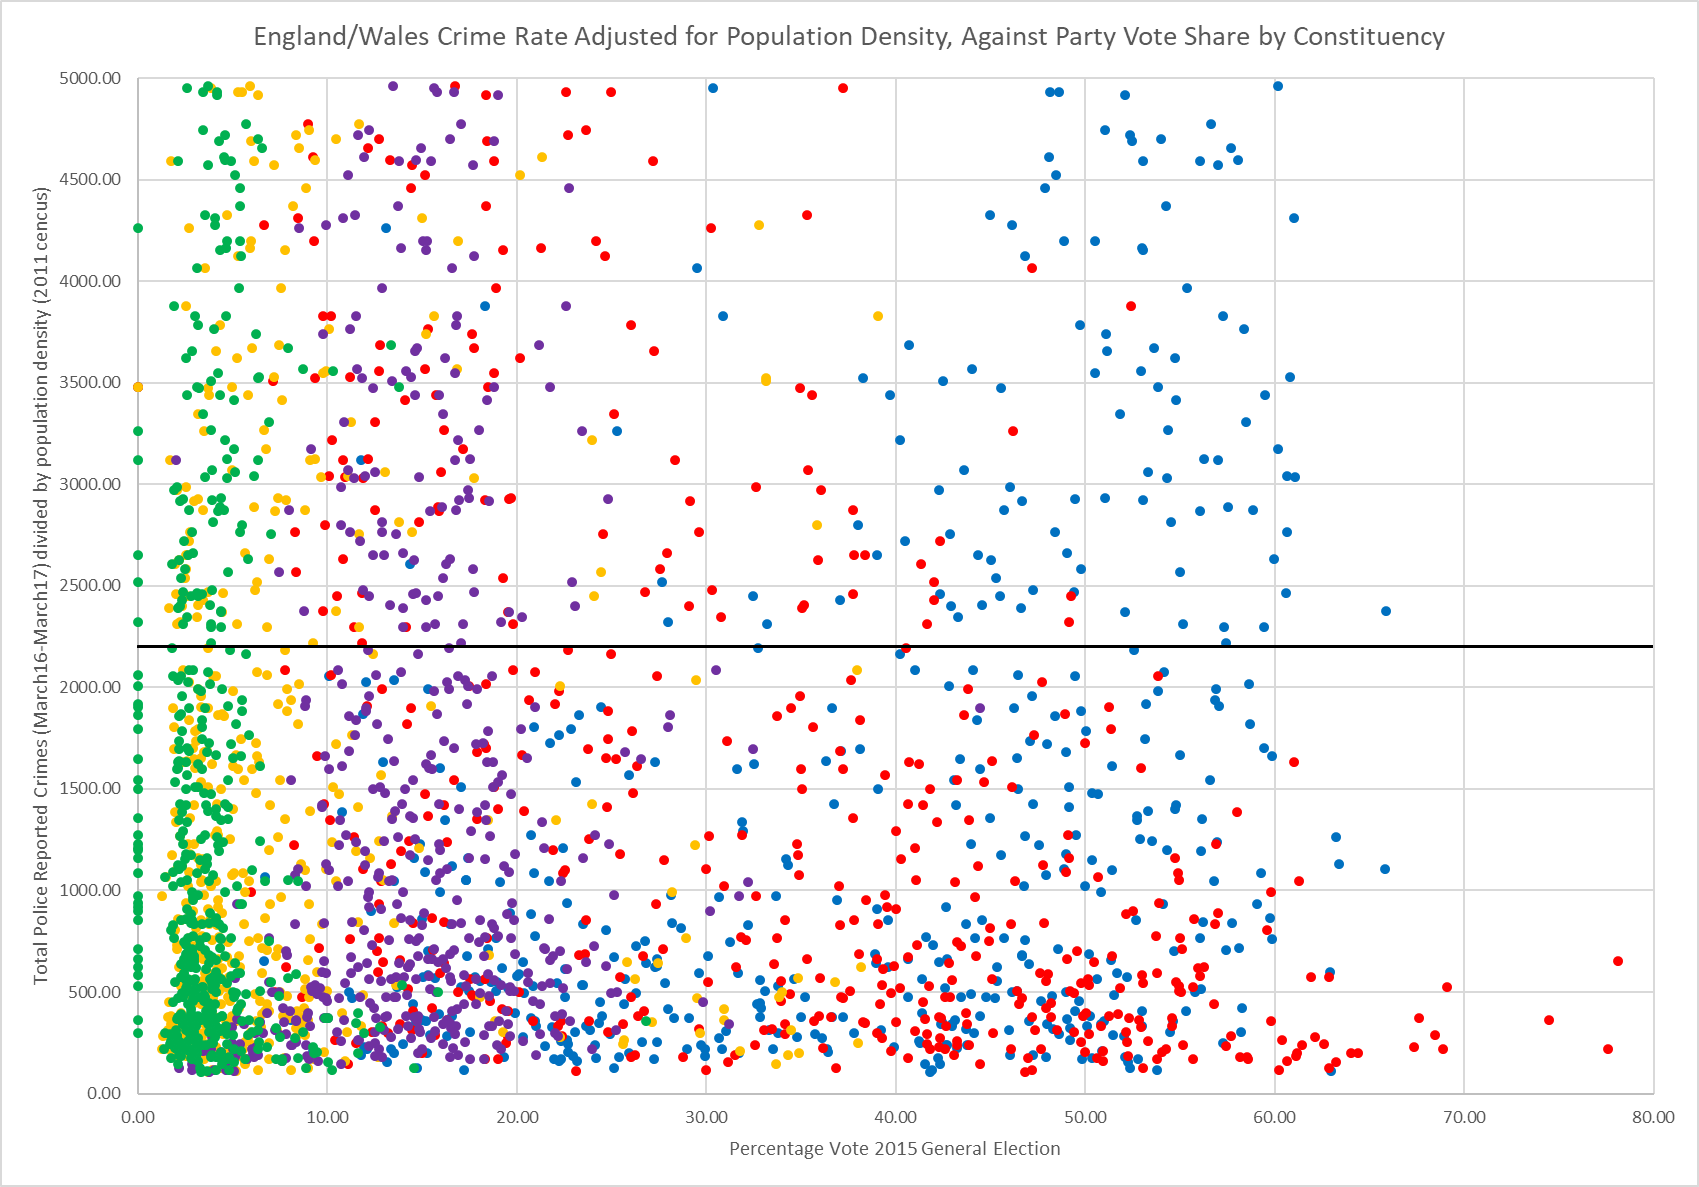 England/Wales Crime Rate Adjusted for Population Density, Against Party Vote Share by Constituency
Total Police Reported Crimes (March16-March17) divided by population density (2011 cencus)
5000.00
4500.00
4000.00
3500.00
3000.00
2500.00
2000.00
1500.00
1000.00
500.00
0.00
0.00 10.00 20.00 30.00 40.00 50.00 60.00 70.00 80.00
Percentage Vote 2015 General Election